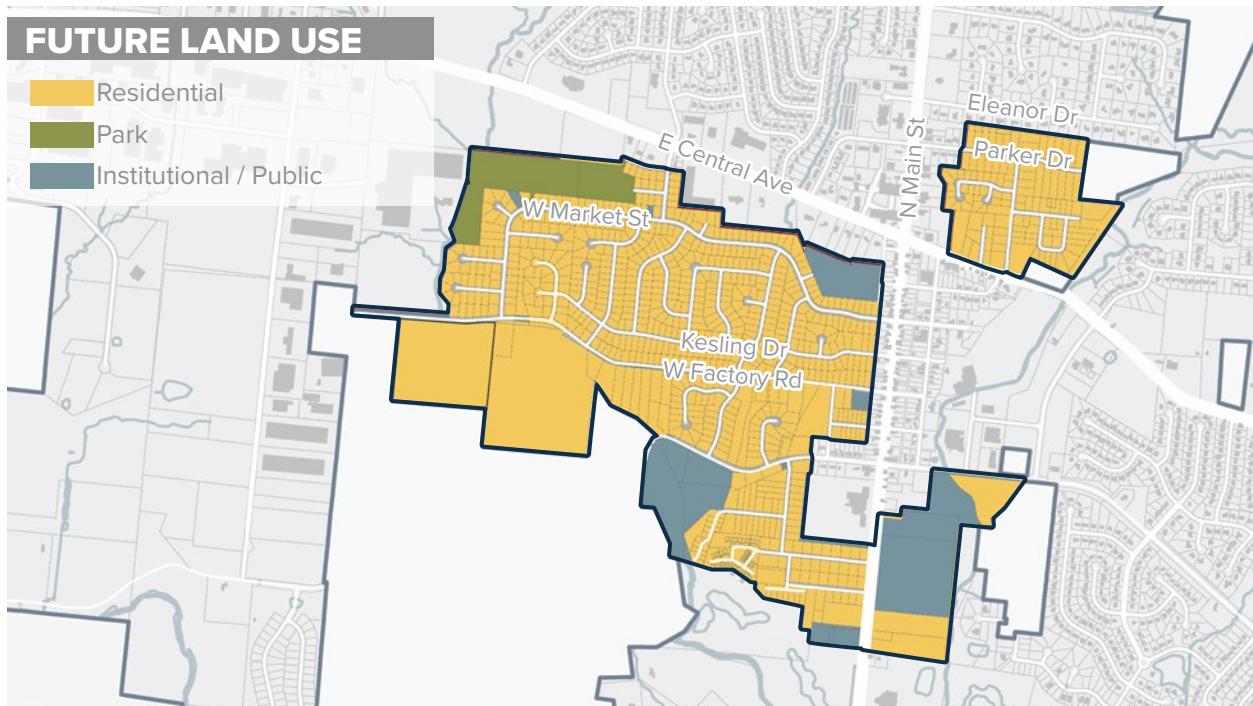 FUTURE LAND USE
Residential
Park
Institutional / Public
Eleanor Dr
Parker Dr
E Central Ave
N Main St
W Market St
Kesling Dr
W Factory Rd